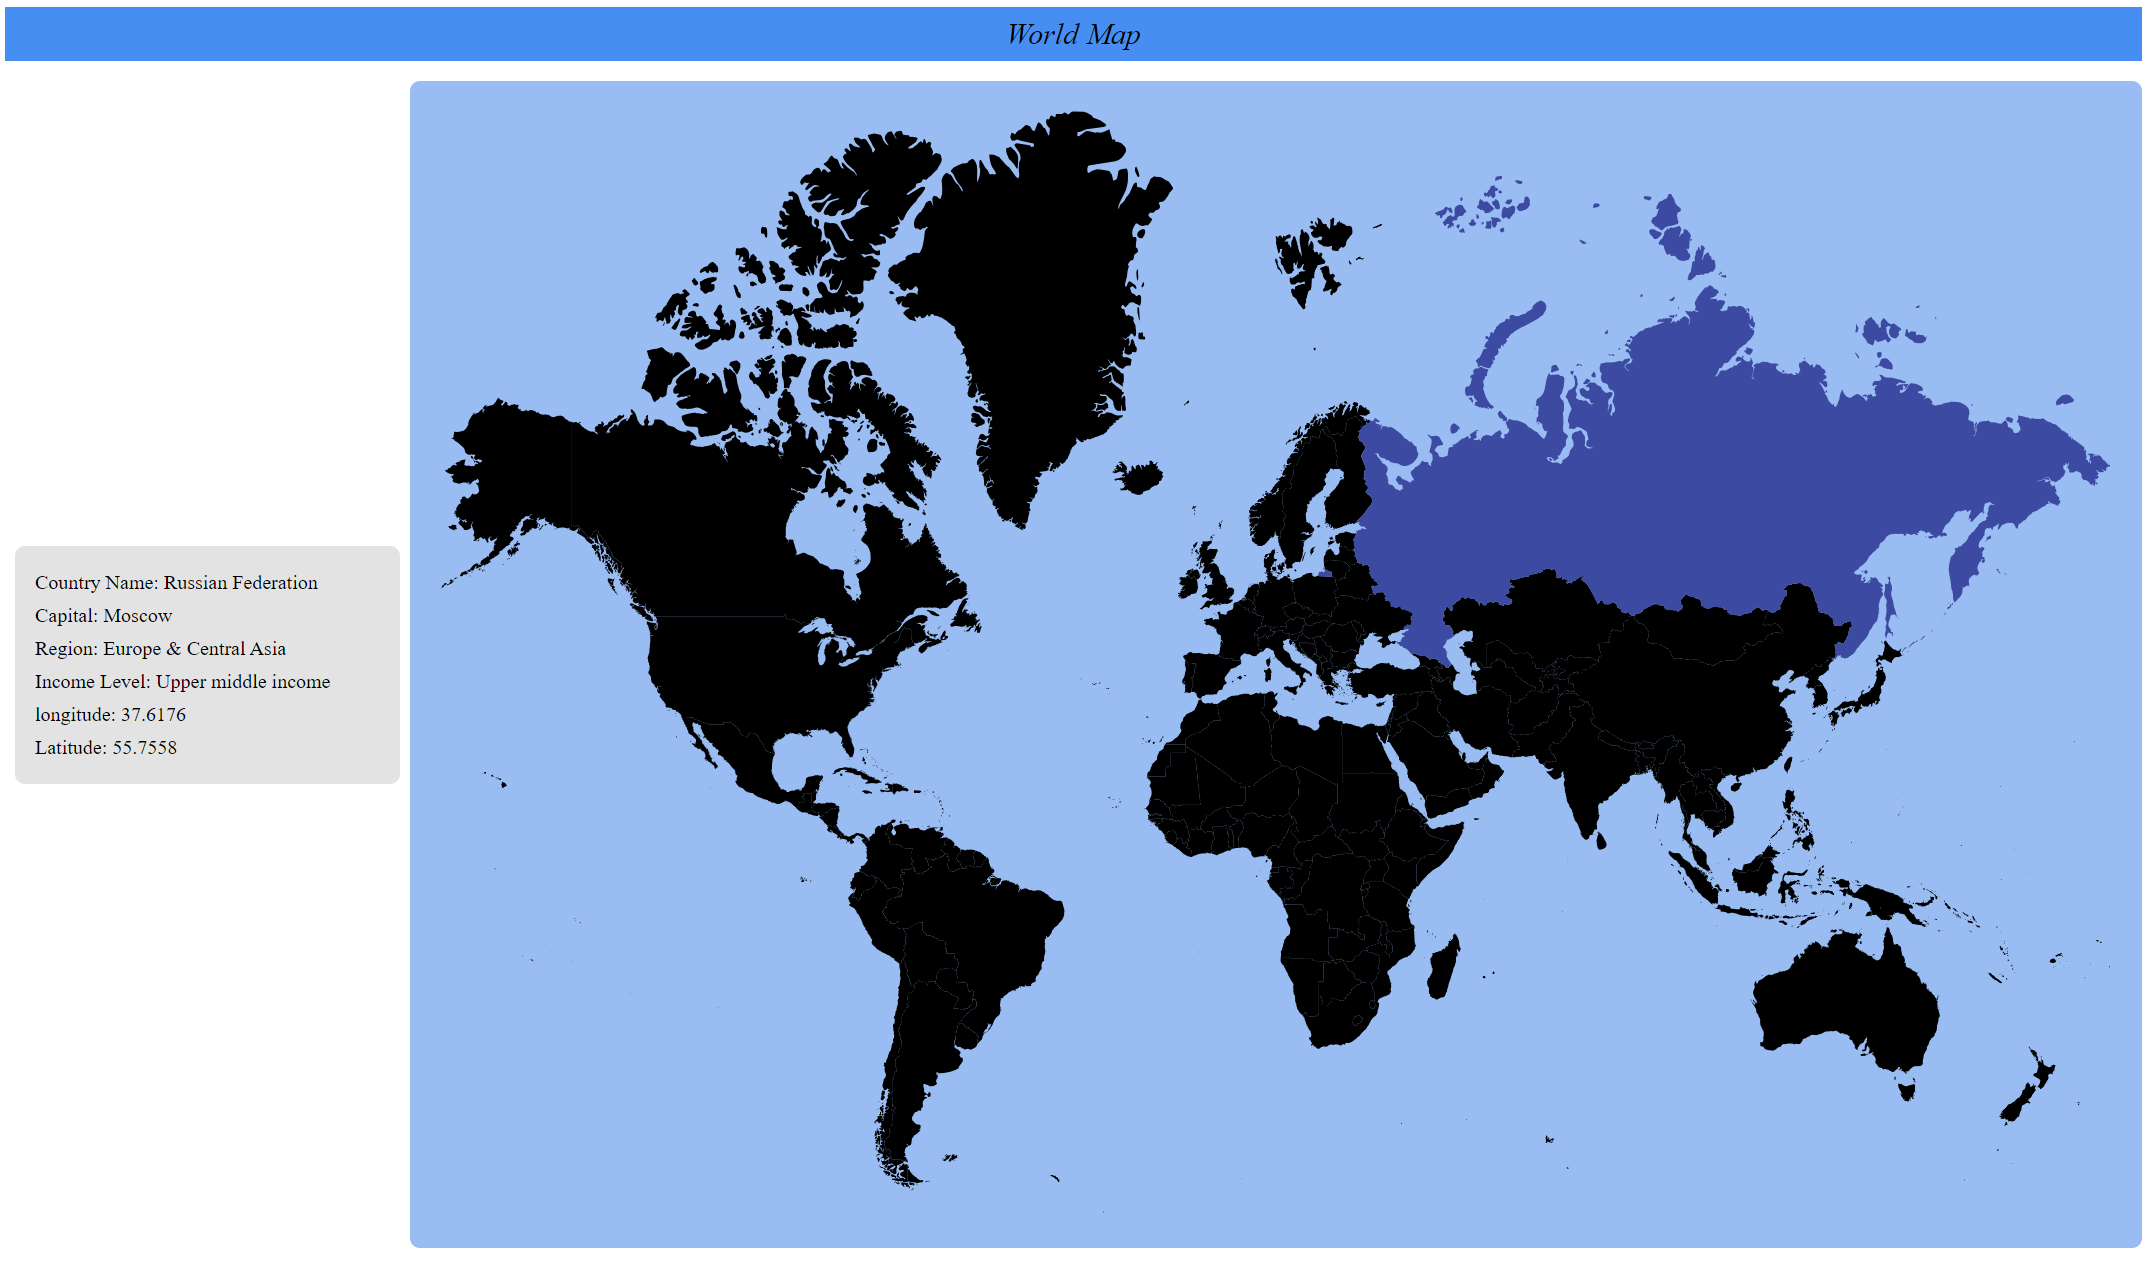 World Map
Country Name: Russian Federation
Capital: Moscow
Region: Europe & Central Asia
Income Level: Upper middle income
longitude: 37.6176
Latitude: 55.7558